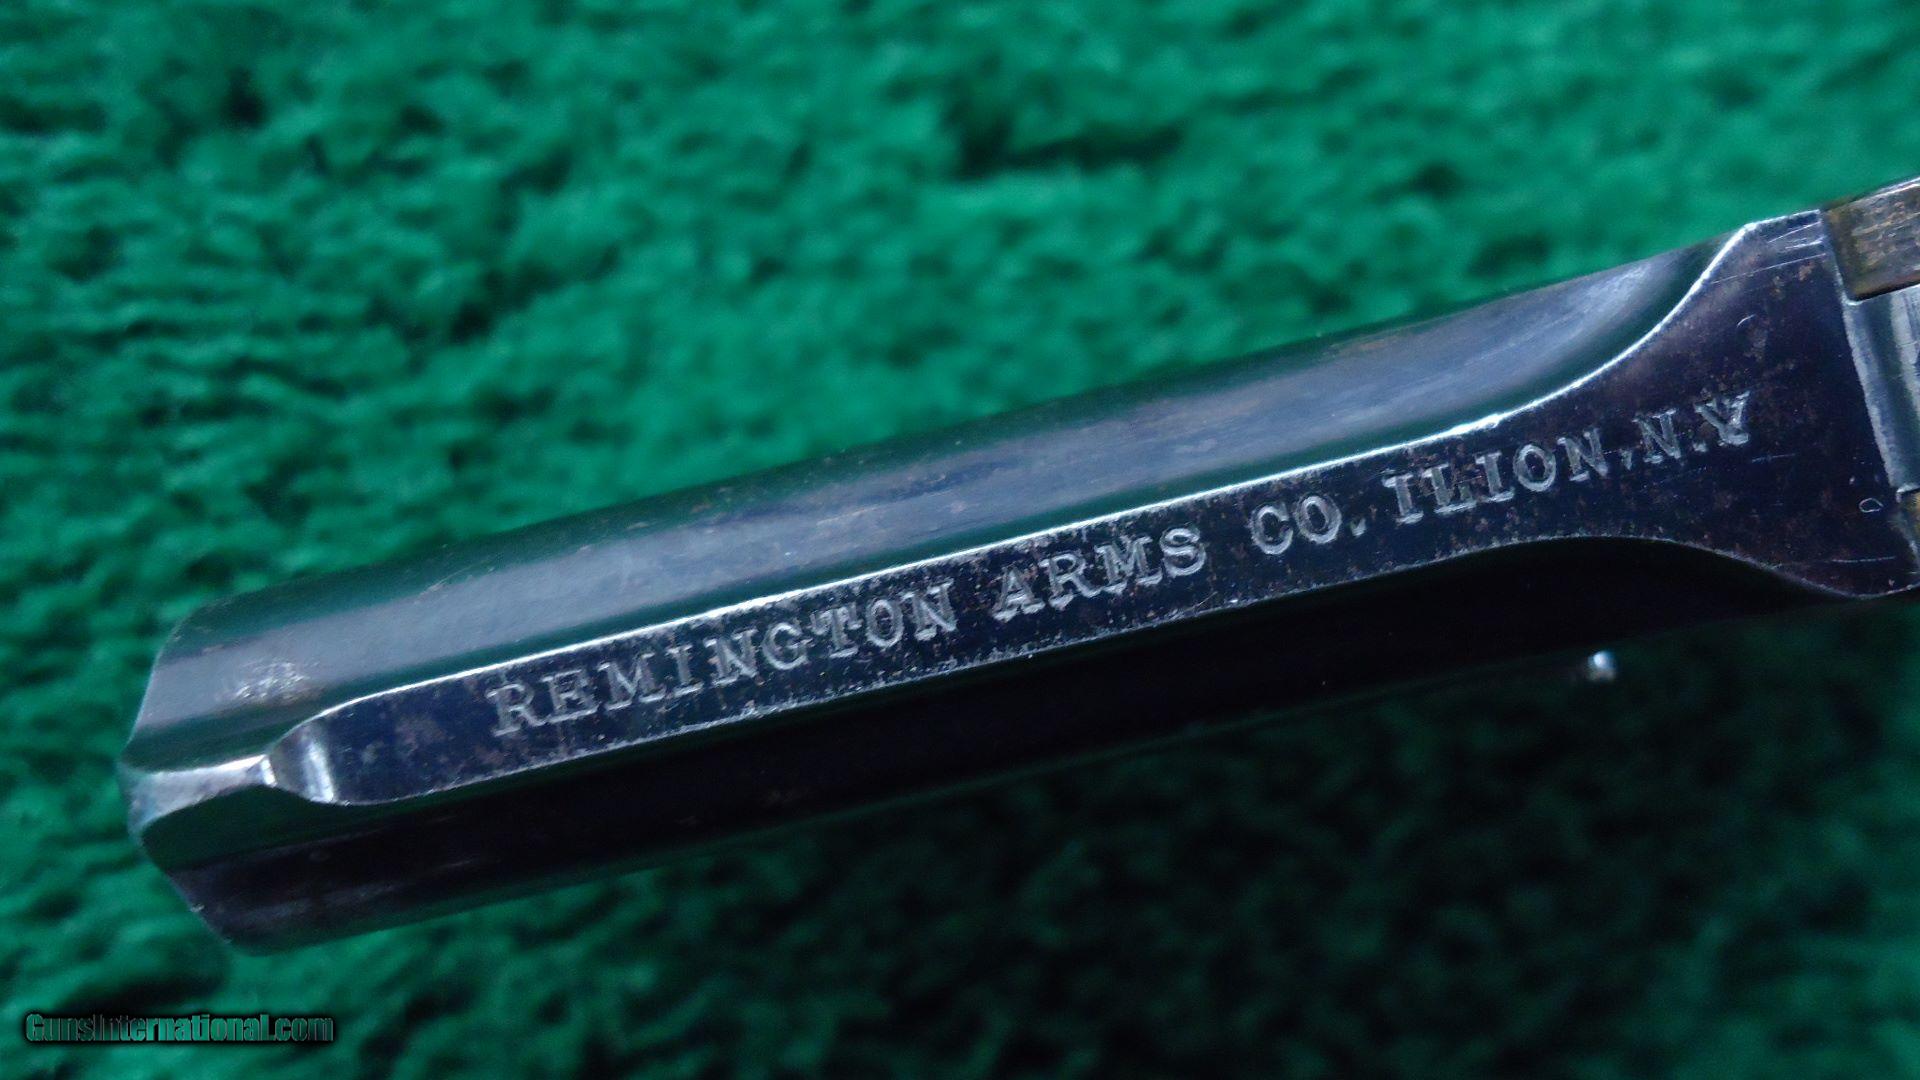 REMINGTON ARMS CO. ILION, N.Y
GunsInternational.com